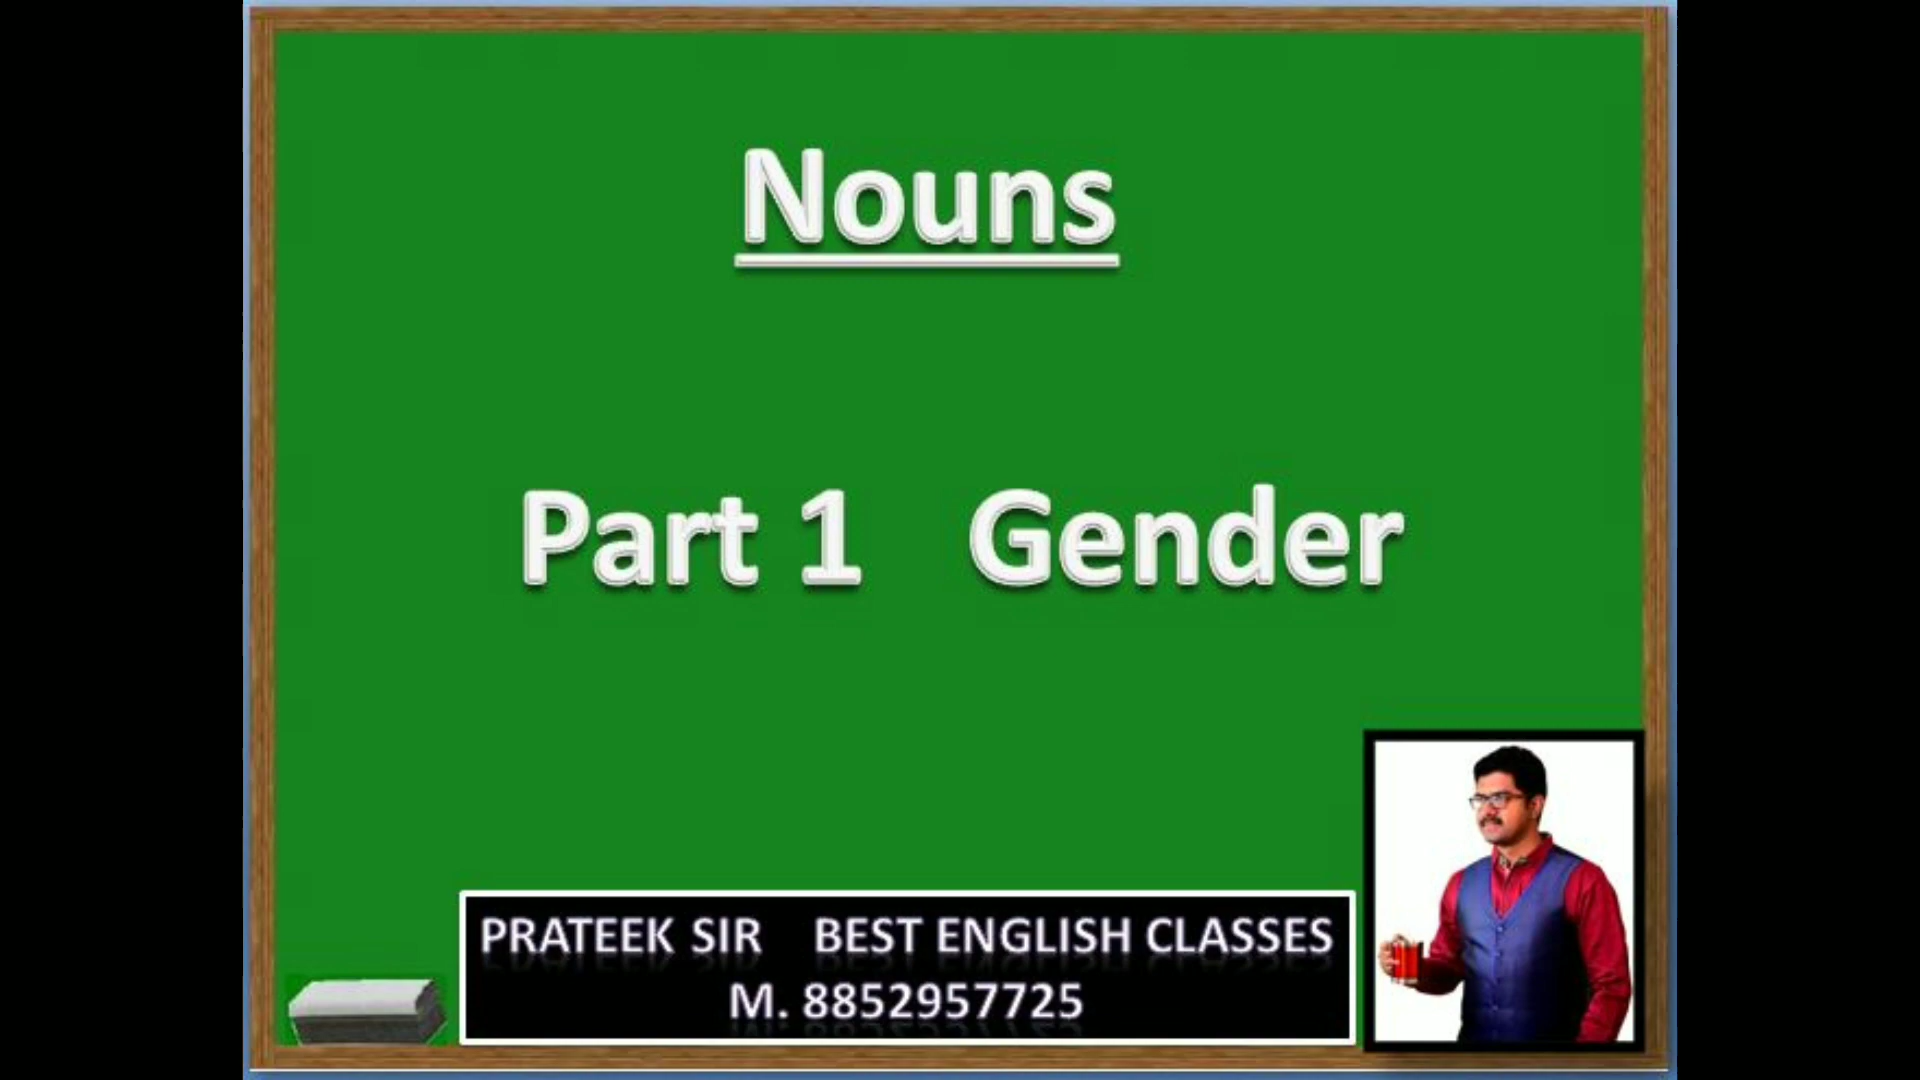 Nouns
Part 1 Gender
PRATEEK SIR BEST ENGLISH CLASSES
M. 8852957725